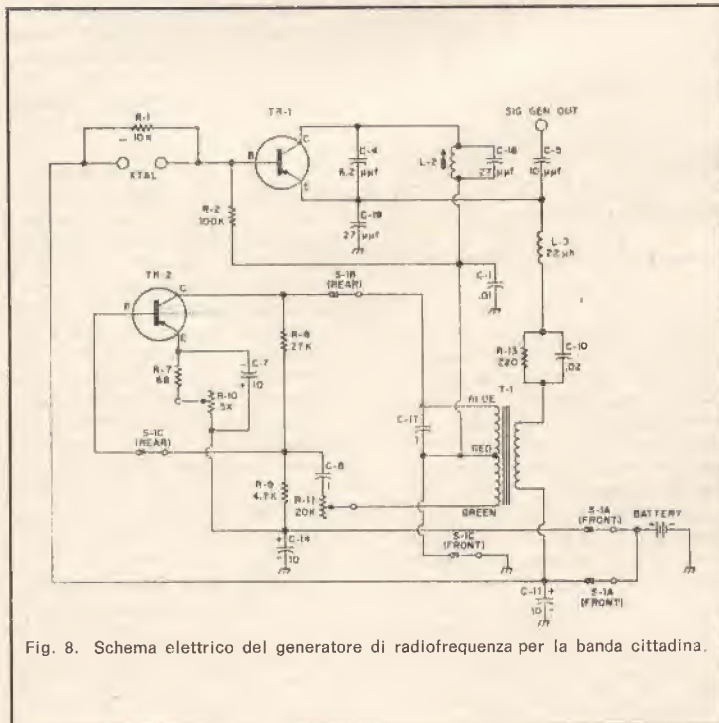 R-1
10K
XTAL
TR-1
B
C
E
R-2
100K
C-4
8.2
µµf
C-19
27 µµf
L-2
C-16
27
µµf
SIG GEN OUT
C-5
10 µµf
L-3
22µh
C-1
.01
R-13
220
C-10
.02
TR-2
B
C
E
S-1B
(REAR)
R-8
27K
R-7
68
R-10
5K
C-7
10
S-1C
(REAR)
R-9
4.7K
C-8
1
R-11
20K
C-17
1
T-1
BLUE
RED
GREEN
C-14
10
S-1C
(FRONT)
S-1A
(FRONT)
BATTERY
S-1A
(FRONT)
C-11
10
Fig. 8. Schema elettrico del generatore di radiofrequenza per la banda cittadina.